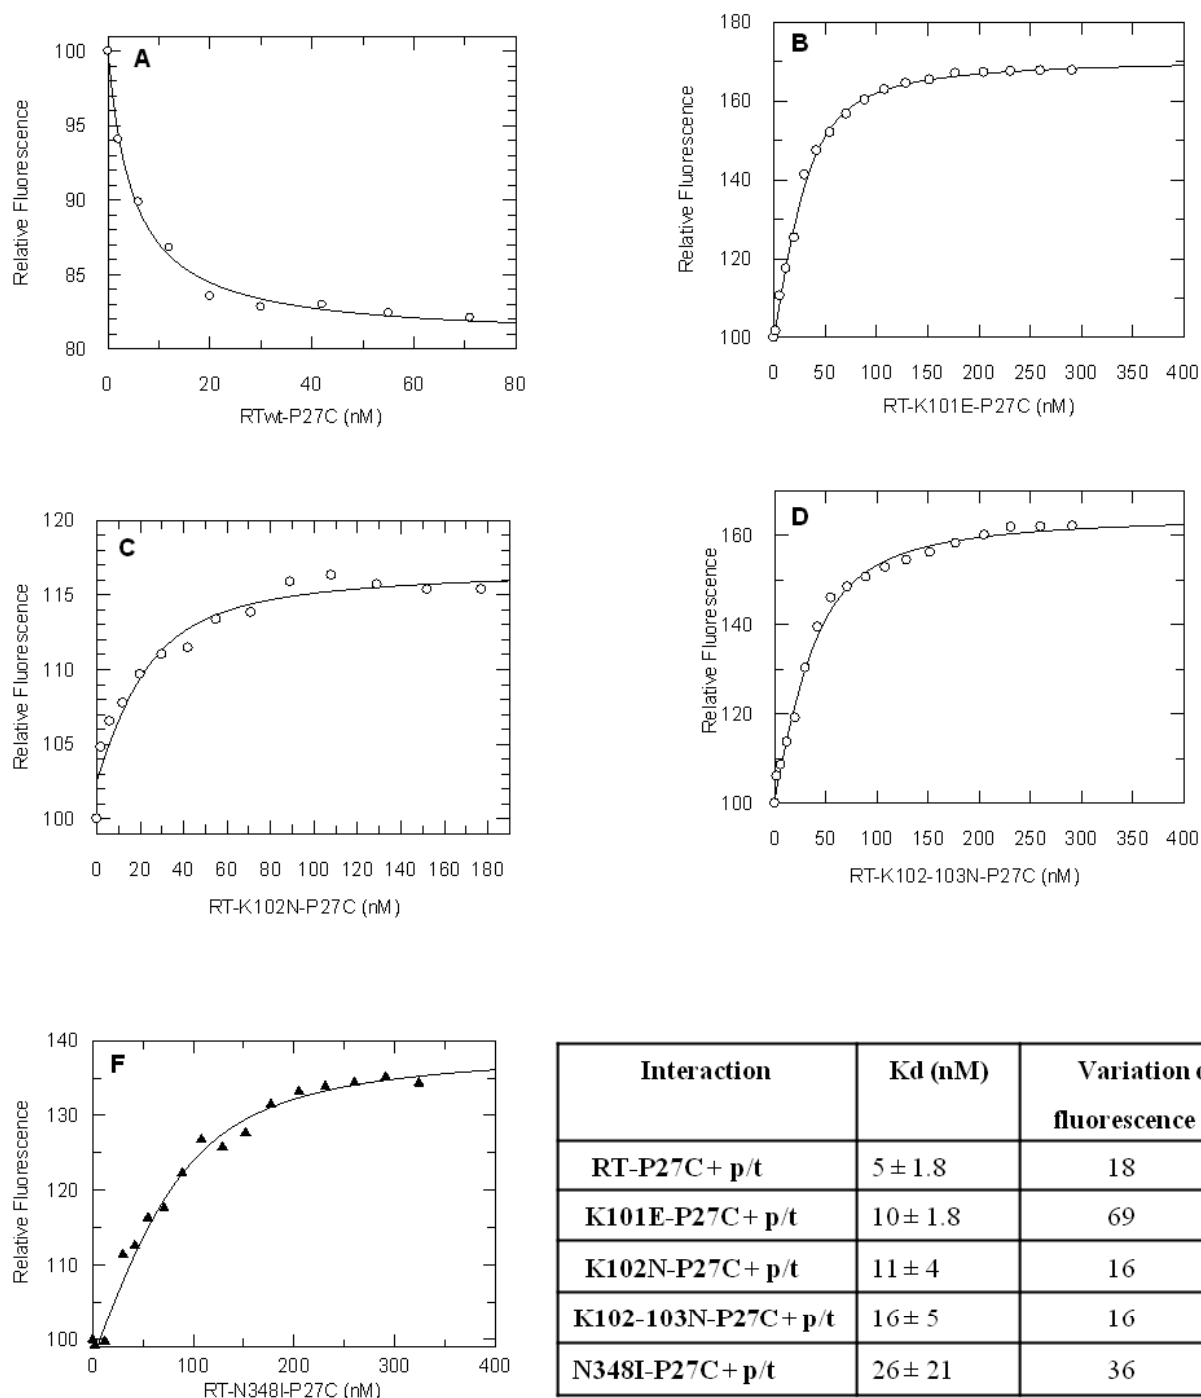 A
100
95
90
85
80
Relative Fluorescence
0 20 40 60 80
RTwt-P27C (nM)
B
180
160
140
120
100
Relative Fluorescence
0 50 100 150 200 250 300 350 400
RT-K101E-P27C (nM)
C
120
115
110
105
100
Relative Fluorescence
0 20 40 60 80 100 120 140 160 180
RT-K102N-P27C (nM)
D
160
140
120
100
Relative Fluorescence
0 50 100 150 200 250 300 350 400
RT-K102-103N-P27C (nM)
F
140
130
120
110
100
Relative Fluorescence
0 100 200 300 400
RT-N348I-P27C (nM)
Interaction Kd (nM) Variation o
fluorescence
RT-P27C + p/t 5 ± 1.8 18
K101E-P27C + p/t 10 ± 1.8 69
K102N-P27C + p/t 11 ± 4 16
K102-103N-P27C + p/t 16 ± 5 16
N348I-P27C + p/t 26 ± 21 36